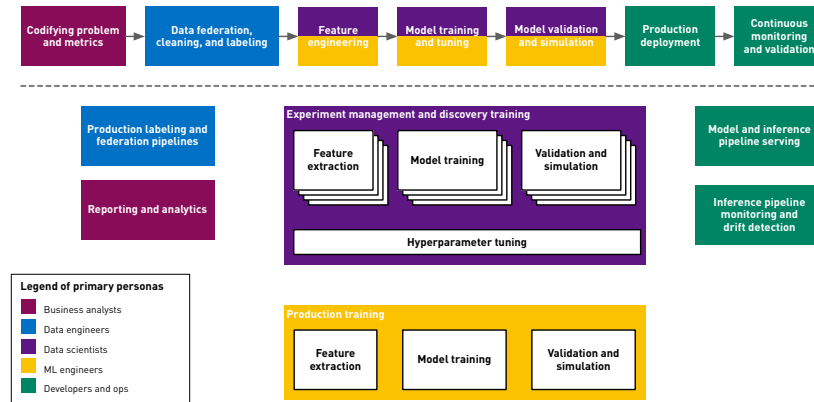 Codifying problem
and metrics
Data federation,
cleaning, and labeling
Feature
engineering
Model training
and tuning
Model validation
and simulation
Production
deployment
Continuous
monitoring
and validation
Production labeling and
federation pipelines
Reporting and analytics
Experiment management and discovery training
Feature
extraction
Model training
Validation and
simulation
Hyperparameter tuning
Model and inference
pipeline serving
Inference pipeline
monitoring and
drift detection
Legend of primary personas
Business analysts
Data engineers
Data scientists
ML engineers
Developers and ops
Production training
Feature
extraction
Model training
Validation and
simulation